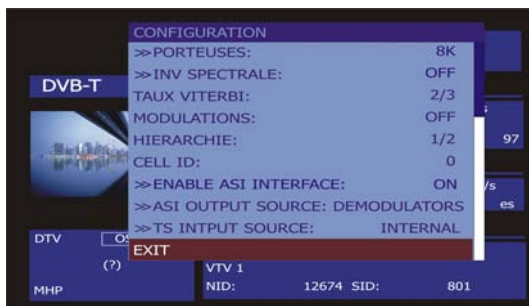 CONFIGURATION
≫PORTEUSES: 8K
≫INV SPECTRALE: OFF
TAUX VITERBI: 2/3
MODULATIONS: OFF
HIERARCHIE: 1/2
CELL ID: 0
≫ENABLE ASI INTERFACE: ON
≫ASI OUTPUT SOURCE: DEMODULATORS
≫TS INTPUT SOURCE: INTERNAL
EXIT
DVB-T
97
/s
es
DTV
(?)
MHP
VTV 1
NID: 12674 SID: 801